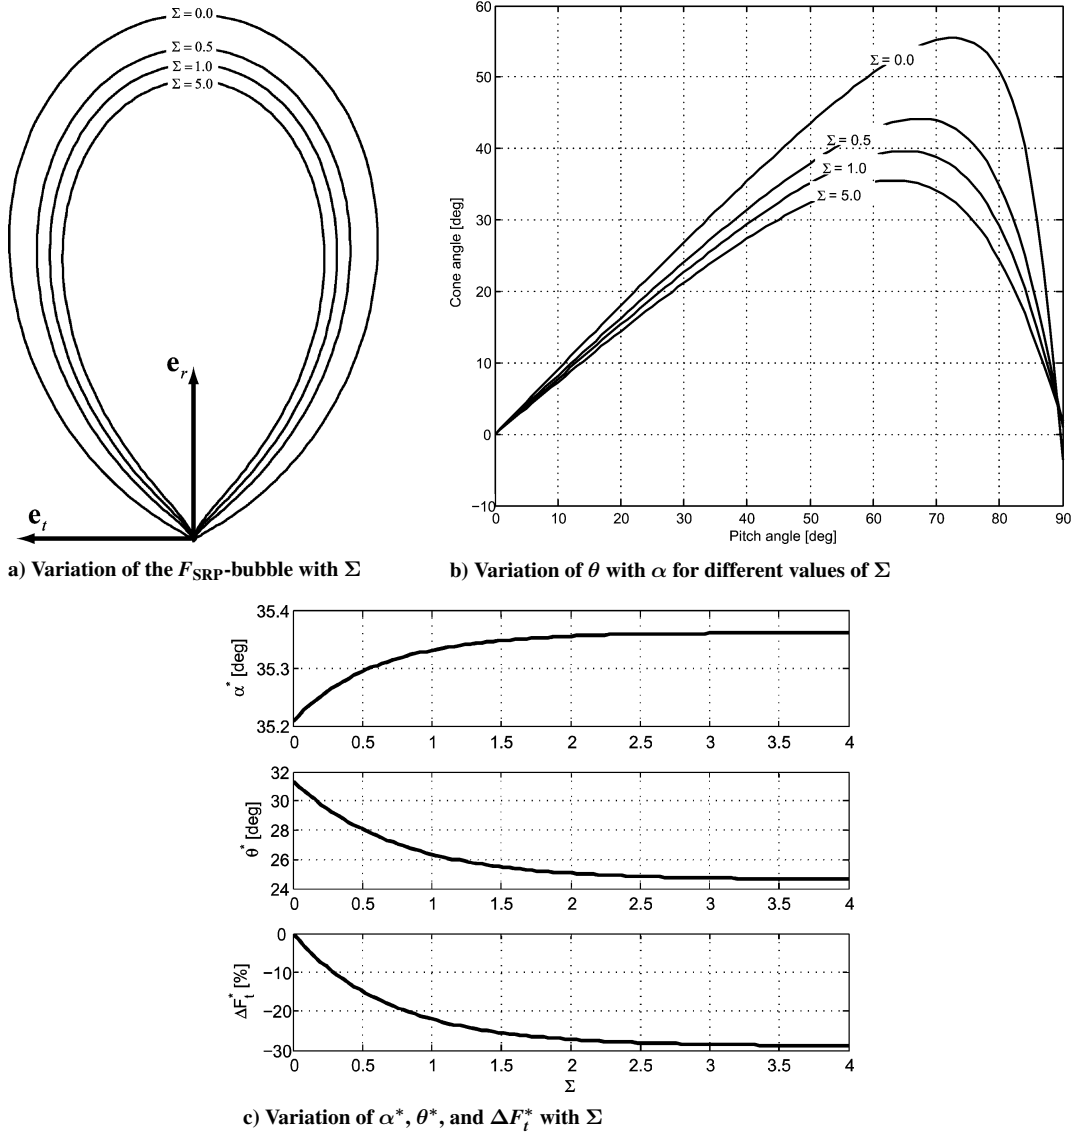 Σ = 0.0
Σ = 0.5
Σ = 1.0
Σ = 5.0
e_r
e_t
a) Variation of the F_SRP-bubble with Σ
60
50
40
30
20
10
0
−10
Cone angle [deg]
Σ = 0.0
Σ = 0.5
Σ = 1.0
Σ = 5.0
0 10 20 30 40 50 60 70 80 90
Pitch angle [deg]
b) Variation of θ with α for different values of Σ
35.4
35.3
35.2
α* [deg]
0 0.5 1 1.5 2 2.5 3 3.5 4
32
30
28
26
24
θ* [deg]
0 0.5 1 1.5 2 2.5 3 3.5 4
0
−10
−20
−30
ΔF_t* [%]
0 0.5 1 1.5 2 2.5 3 3.5 4
Σ
c) Variation of α*, θ*, and ΔF_t* with Σ